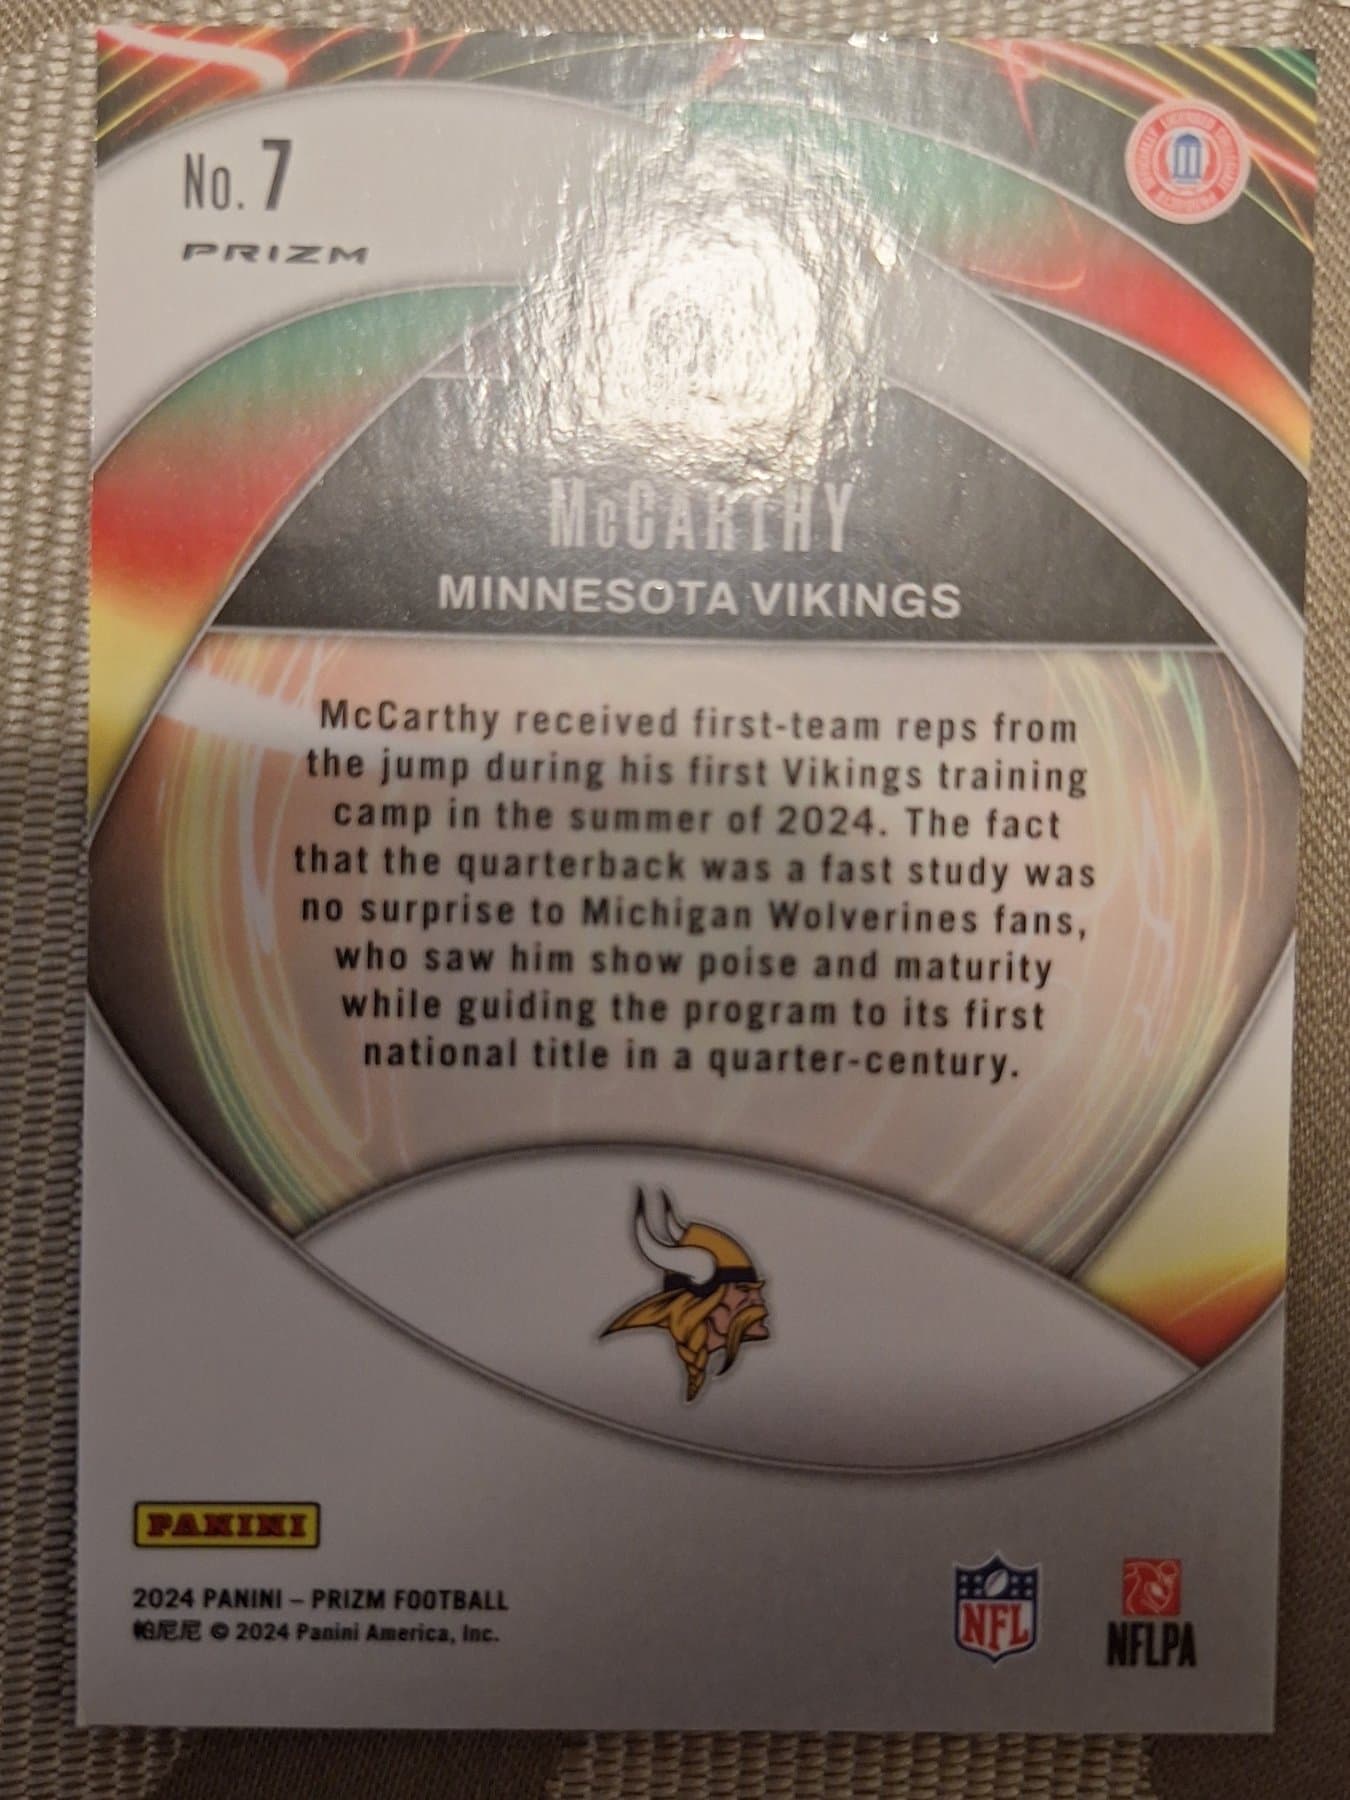 No. 7
PRIZM
McCARTHY
MINNESOTA VIKINGS
McCarthy received first-team reps from
the jump during his first Vikings training
camp in the summer of 2024. The fact
that the quarterback was a fast study was
no surprise to Michigan Wolverines fans,
who saw him show poise and maturity
while guiding the program to its first
national title in a quarter-century.
PANINI
2024 PANINI – PRIZM FOOTBALL
帕尼尼 © 2024 Panini America, Inc.
NFL
NFLPA